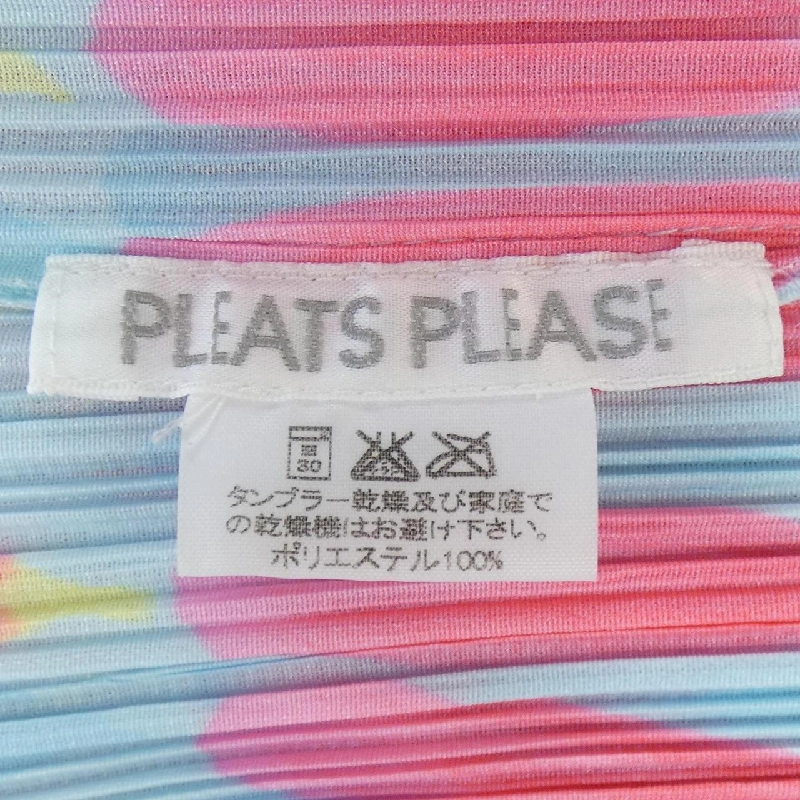 PLEATS PLEASE
30
タンブラー乾燥及び家庭で
の乾燥機はお避け下さい。
ポリエステル100%